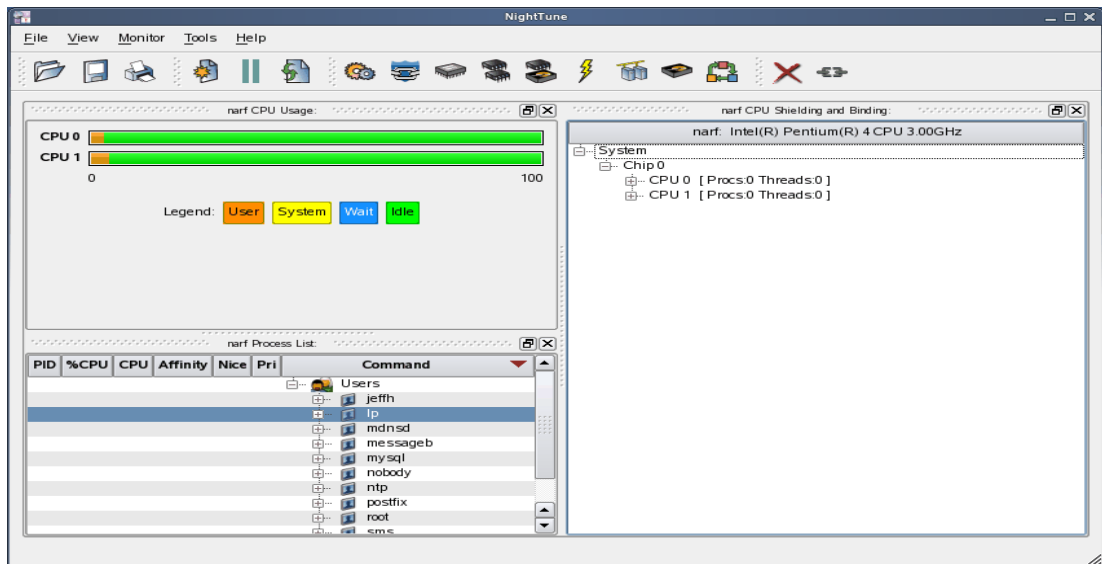 NightTune
File View Monitor Tools Help
narf CPU Usage:
CPU 0
CPU 1
0 100
Legend: User System Wait Idle
narf Process List:
PID %CPU CPU Affinity Nice Pri Command
Users
jeffh
lp
mdnsd
messageb
mysql
nobody
ntp
postfix
root
sms
narf CPU Shielding and Binding:
narf: Intel(R) Pentium(R) 4 CPU 3.00GHz
System
Chip 0
CPU 0 [ Procs:0 Threads:0 ]
CPU 1 [ Procs:0 Threads:0 ]